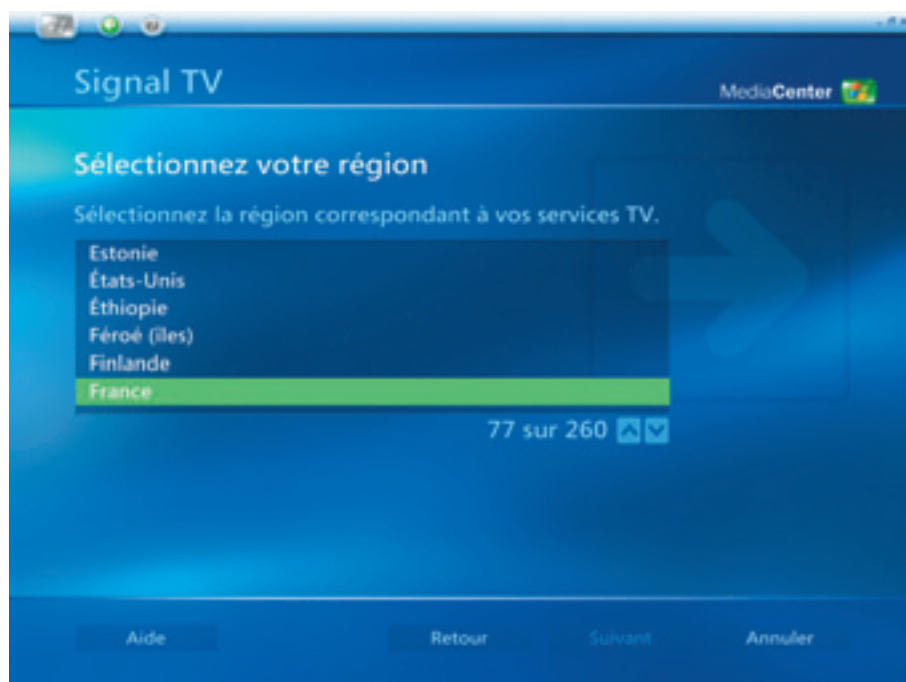 Signal TV
MediaCenter
Sélectionnez votre région
Sélectionnez la région correspondant à vos services TV.
Estonie
États-Unis
Éthiopie
Féroé (îles)
Finlande
France
77 sur 260
Aide Retour Suivant Annuler